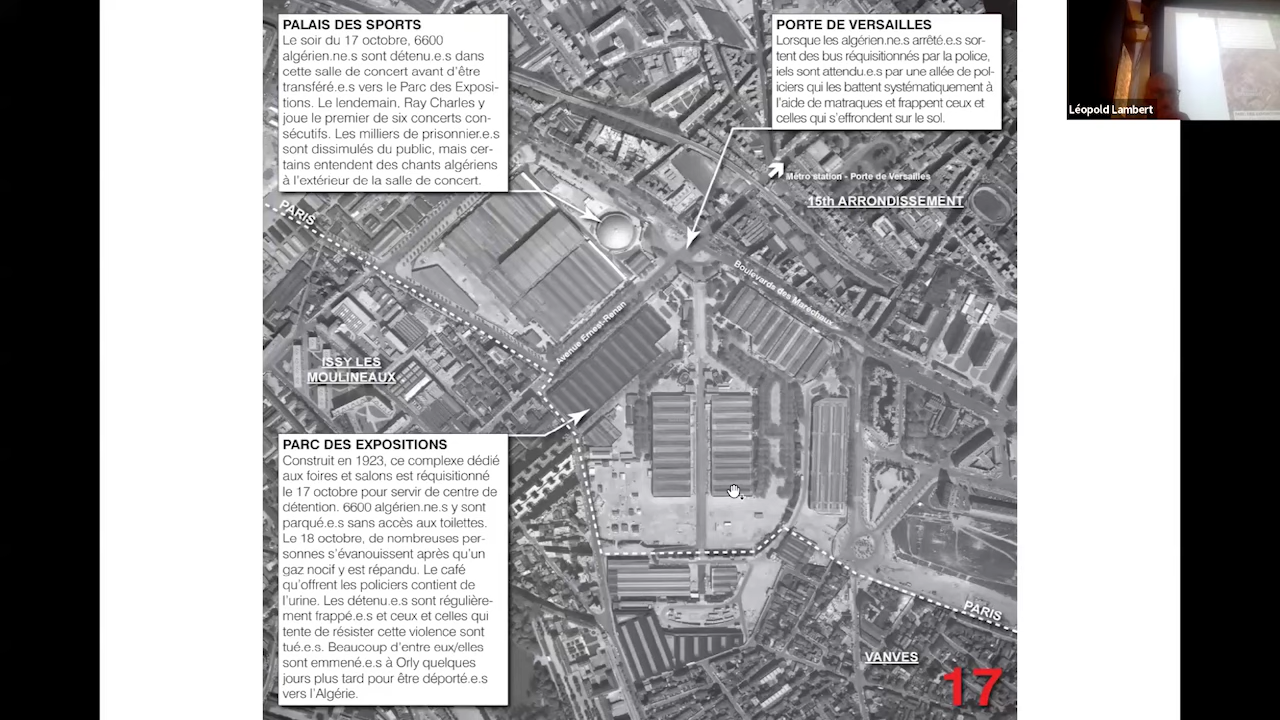 PALAIS DES SPORTS
Le soir du 17 octobre, 6600
algérien.ne.s sont détenu.e.s dans
cette salle de concert avant d'être
transféré.e.s vers le Parc des Exposi-
tions. Le lendemain. Ray Charles y
joue le premier de six concerts con-
sécutifs. Les milliers de prisonnier.e.s
sont dissimulés du public, mais cer-
tains entendent des chants algériens
à l'extérieur de la salle de concert.
PORTE DE VERSAILLES
Lorsque les algérien.ne.s arrêté.e.s sor-
tent des bus réquisitionnés par la police,
iels sont attendu.e.s par une allée de pol-
iciers qui les battent systématiquement à
l'aide de matraques et frappent ceux et
celles qui s'effrondent sur le sol.
Léopold Lambert
Métro station - Porte de Versailles
15th ARRONDISSEMENT
PARIS
Boulevards des Maréchaux
Avenue Ernest-Renan
ISSY LES
MOULINEAUX
PARC DES EXPOSITIONS
Construit en 1923, ce complexe dédié
aux foires et salons est réquisitionné
le 17 octobre pour servir de centre de
détention. 6600 algérien.ne.s y sont
parqué.e.s sans accès aux toilettes.
Le 18 octobre, de nombreuses per-
sonnes s'évanouissent après qu'un
gaz nocif y est répandu. Le café
qu'offrent les policiers contient de
l'urine. Les détenu.e.s sont régulière-
ment frappé.e.s et ceux et celles qui
tente de résister cette violence sont
tué.e.s. Beaucoup d'entre eux/elles
sont emmené.e.s à Orly quelques
jours plus tard pour être déporté.e.s
vers l'Algérie.
PARIS
VANVES
17